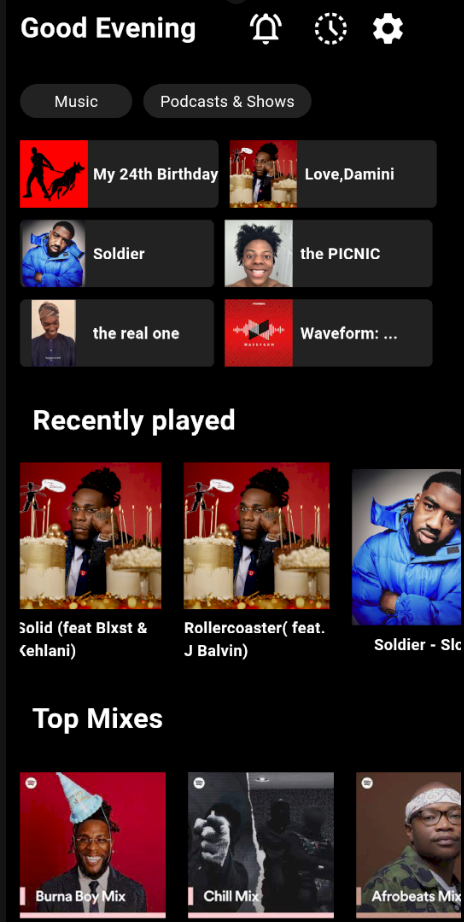 Good Evening
Music
Podcasts & Shows
My 24th Birthday
Love,Damini
Soldier
the PICNIC
the real one
Waveform: ...
WAVEFORM
Recently played
Solid (feat Blxst &
Kehlani)
Rollercoaster( feat.
J Balvin)
Soldier - Slo
Top Mixes
Burna Boy Mix
Chill Mix
Afrobeats Mix